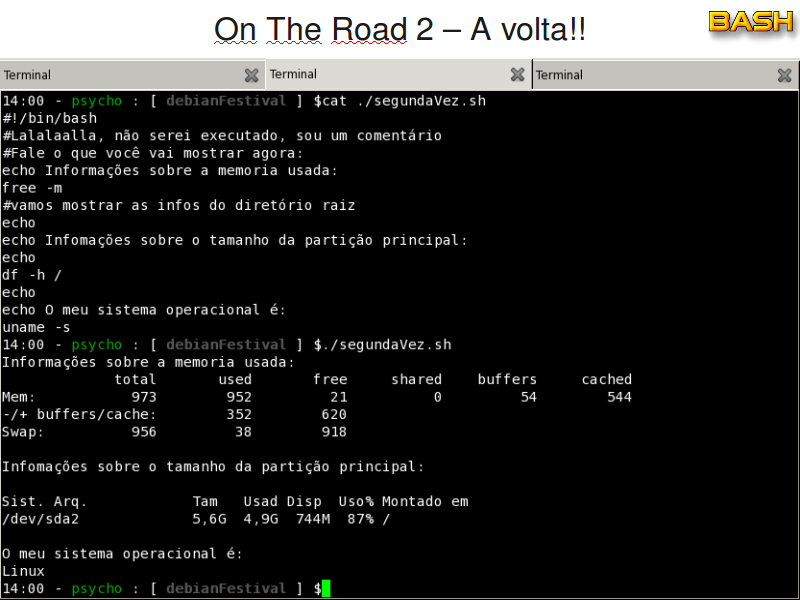 On The Road 2 – A volta!!
BASH
Terminal Terminal Terminal
14:00 - psycho : [ debianFestival ] $cat ./segundaVez.sh
#!/bin/bash
#Lalalaalla, não serei executado, sou um comentário
#Fale o que você vai mostrar agora:
echo Informações sobre a memoria usada:
free -m
#vamos mostrar as infos do diretório raiz
echo
echo Infomações sobre o tamanho da partição principal:
echo
df -h /
echo
echo O meu sistema operacional é:
uname -s
14:00 - psycho : [ debianFestival ] $./segundaVez.sh
Informações sobre a memoria usada:
total used free shared buffers cached
Mem: 973 952 21 0 54 544
-/+ buffers/cache: 352 620
Swap: 956 38 918
Infomações sobre o tamanho da partição principal:
Sist. Arq. Tam Usad Disp Uso% Montado em
/dev/sda2 5,6G 4,9G 744M 87% /
O meu sistema operacional é:
Linux
14:00 - psycho : [ debianFestival ] $